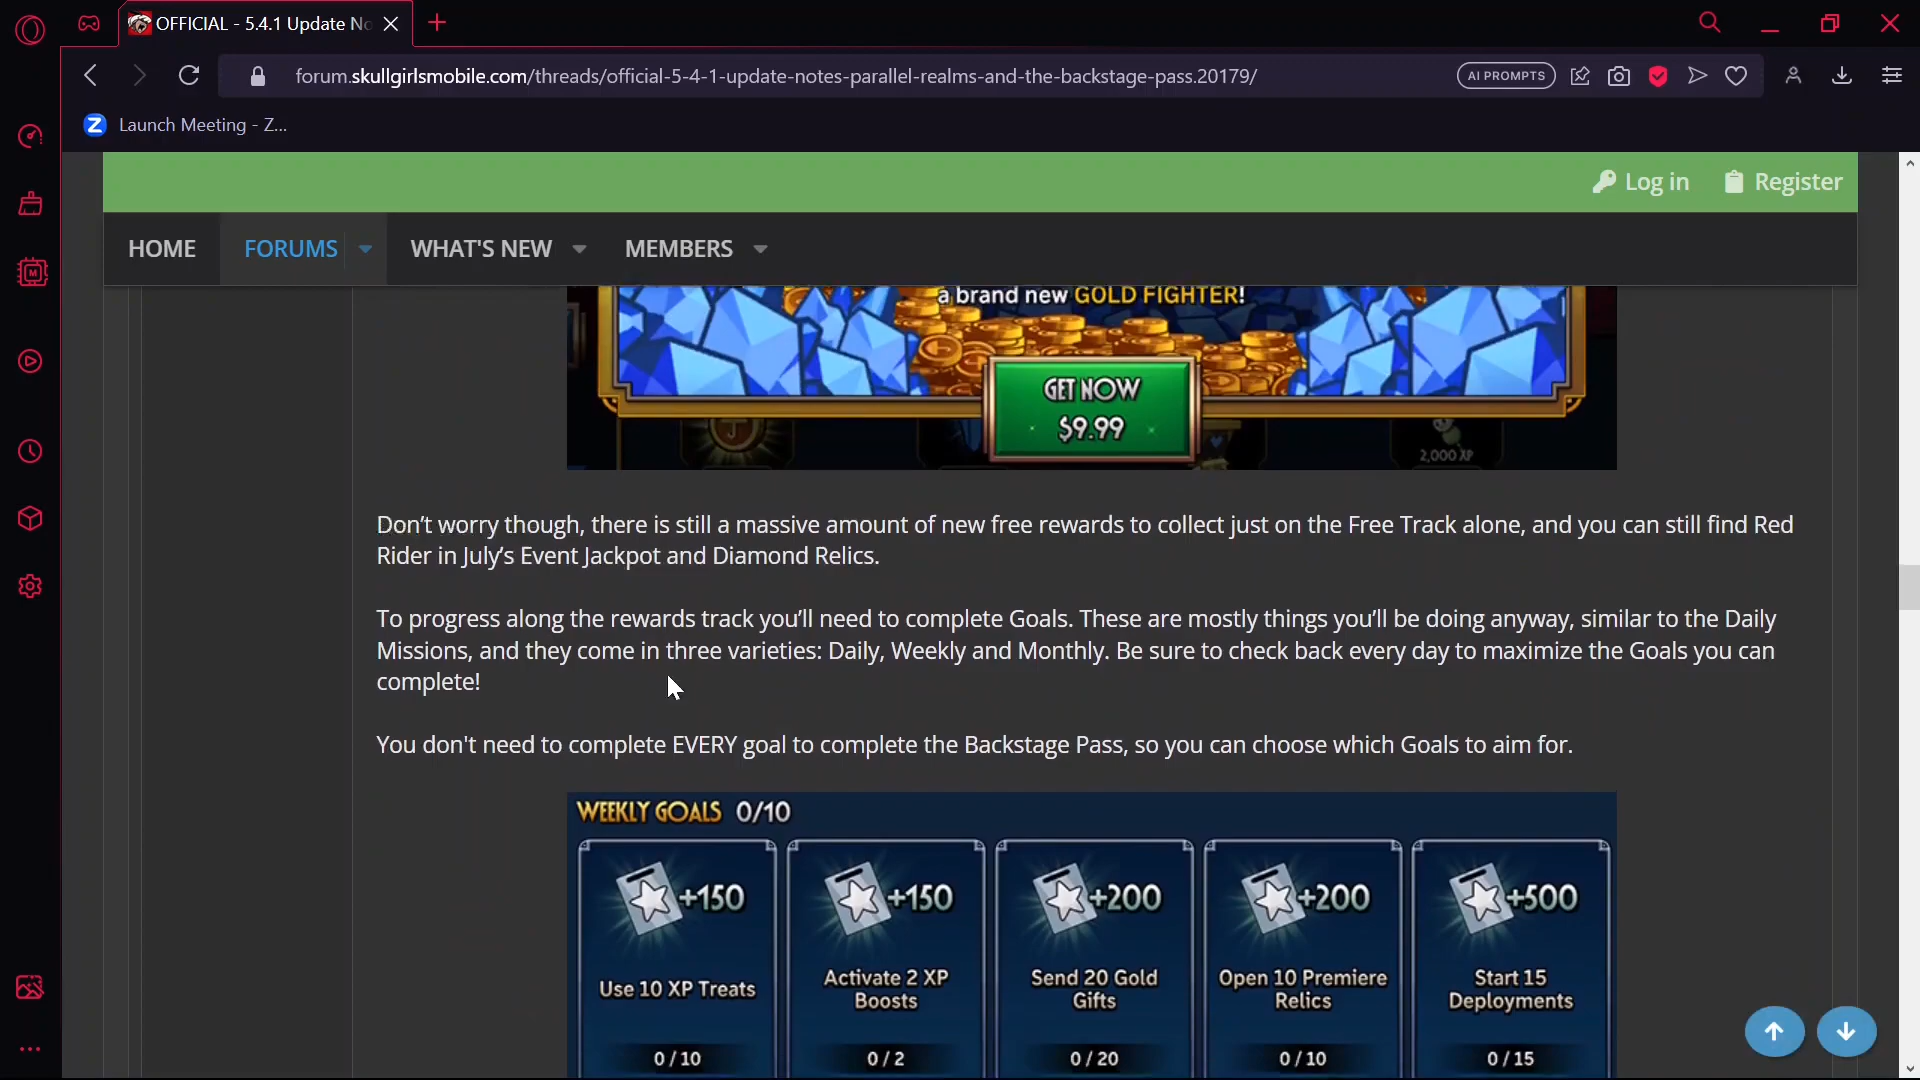 OFFICIAL - 5.4.1 Update No
forum.skullgirlsmobile.com/threads/official-5-4-1-update-notes-parallel-realms-and-the-backstage-pass.20179/
AI PROMPTS
Z Launch Meeting - Z...
Log in
Register
HOME
FORUMS
WHAT'S NEW
MEMBERS
a brand new GOLD FIGHTER!
GET NOW
$9.99
2,000 XP
Don't worry though, there is still a massive amount of new free rewards to collect just on the Free Track alone, and you can still find Red
Rider in July's Event Jackpot and Diamond Relics.
To progress along the rewards track you'll need to complete Goals. These are mostly things you'll be doing anyway, similar to the Daily
Missions, and they come in three varieties: Daily, Weekly and Monthly. Be sure to check back every day to maximize the Goals you can
complete!
You don't need to complete EVERY goal to complete the Backstage Pass, so you can choose which Goals to aim for.
WEEKLY GOALS 0/10
+150
Use 10 XP Treats
0 / 10
+150
Activate 2 XP
Boosts
0 / 2
+200
Send 20 Gold
Gifts
0 / 20
+200
Open 10 Premiere
Relics
0 / 10
+500
Start 15
Deployments
0 / 15